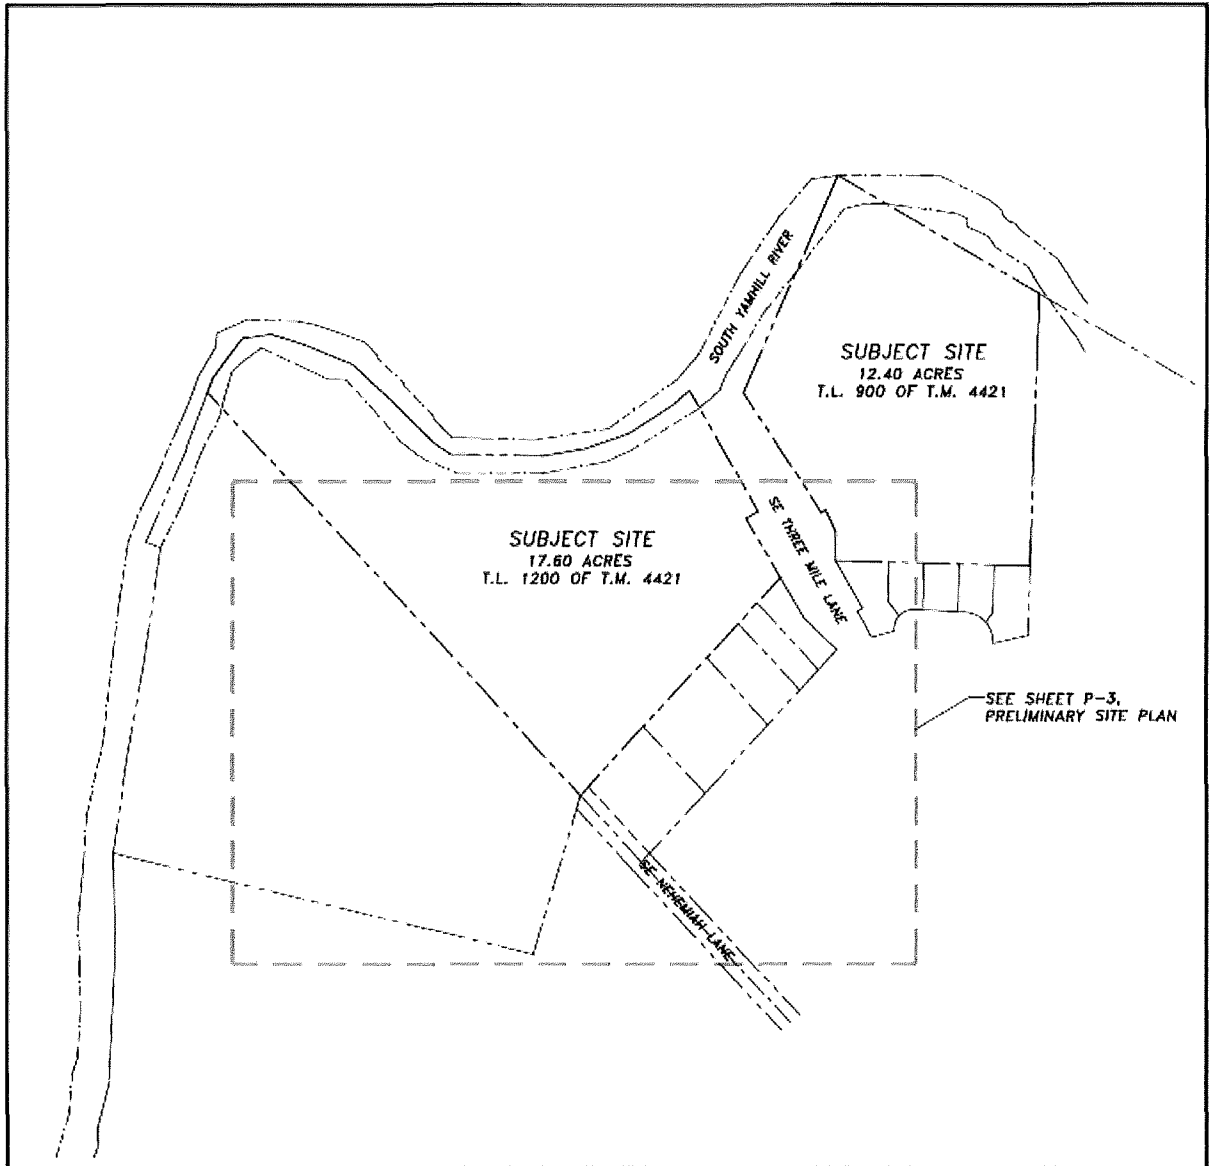 SOUTH YAMHILL RIVER
SUBJECT SITE
12.40 ACRES
T.L. 900 OF T.M. 4421
SUBJECT SITE
17.60 ACRES
T.L. 1200 OF T.M. 4421
SE THREE MILE LANE
SEE SHEET P-3,
PRELIMINARY SITE PLAN
SE NEHEMIAH LANE